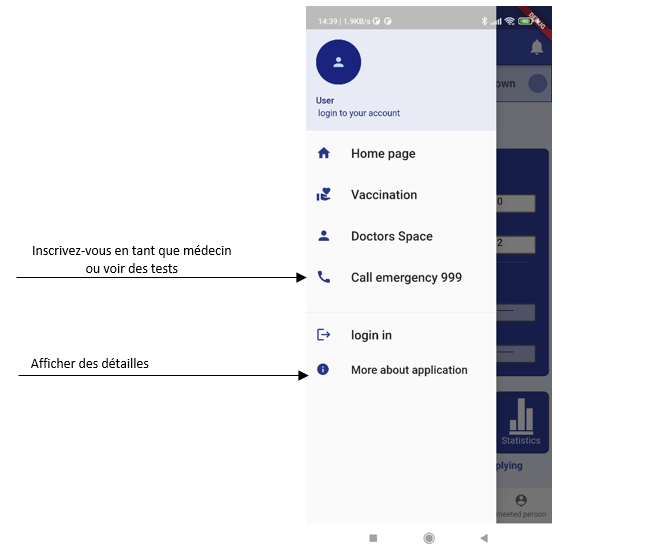 14:39 | 1.9KB/s
DEBUG
User
login to your account
own
Home page
0
Vaccination
2
Doctors Space
Inscrivez-vous en tant que médecin
ou voir des tests
Call emergency 999
login in
Afficher des détailles
More about application
Statistics
plying
meeted person